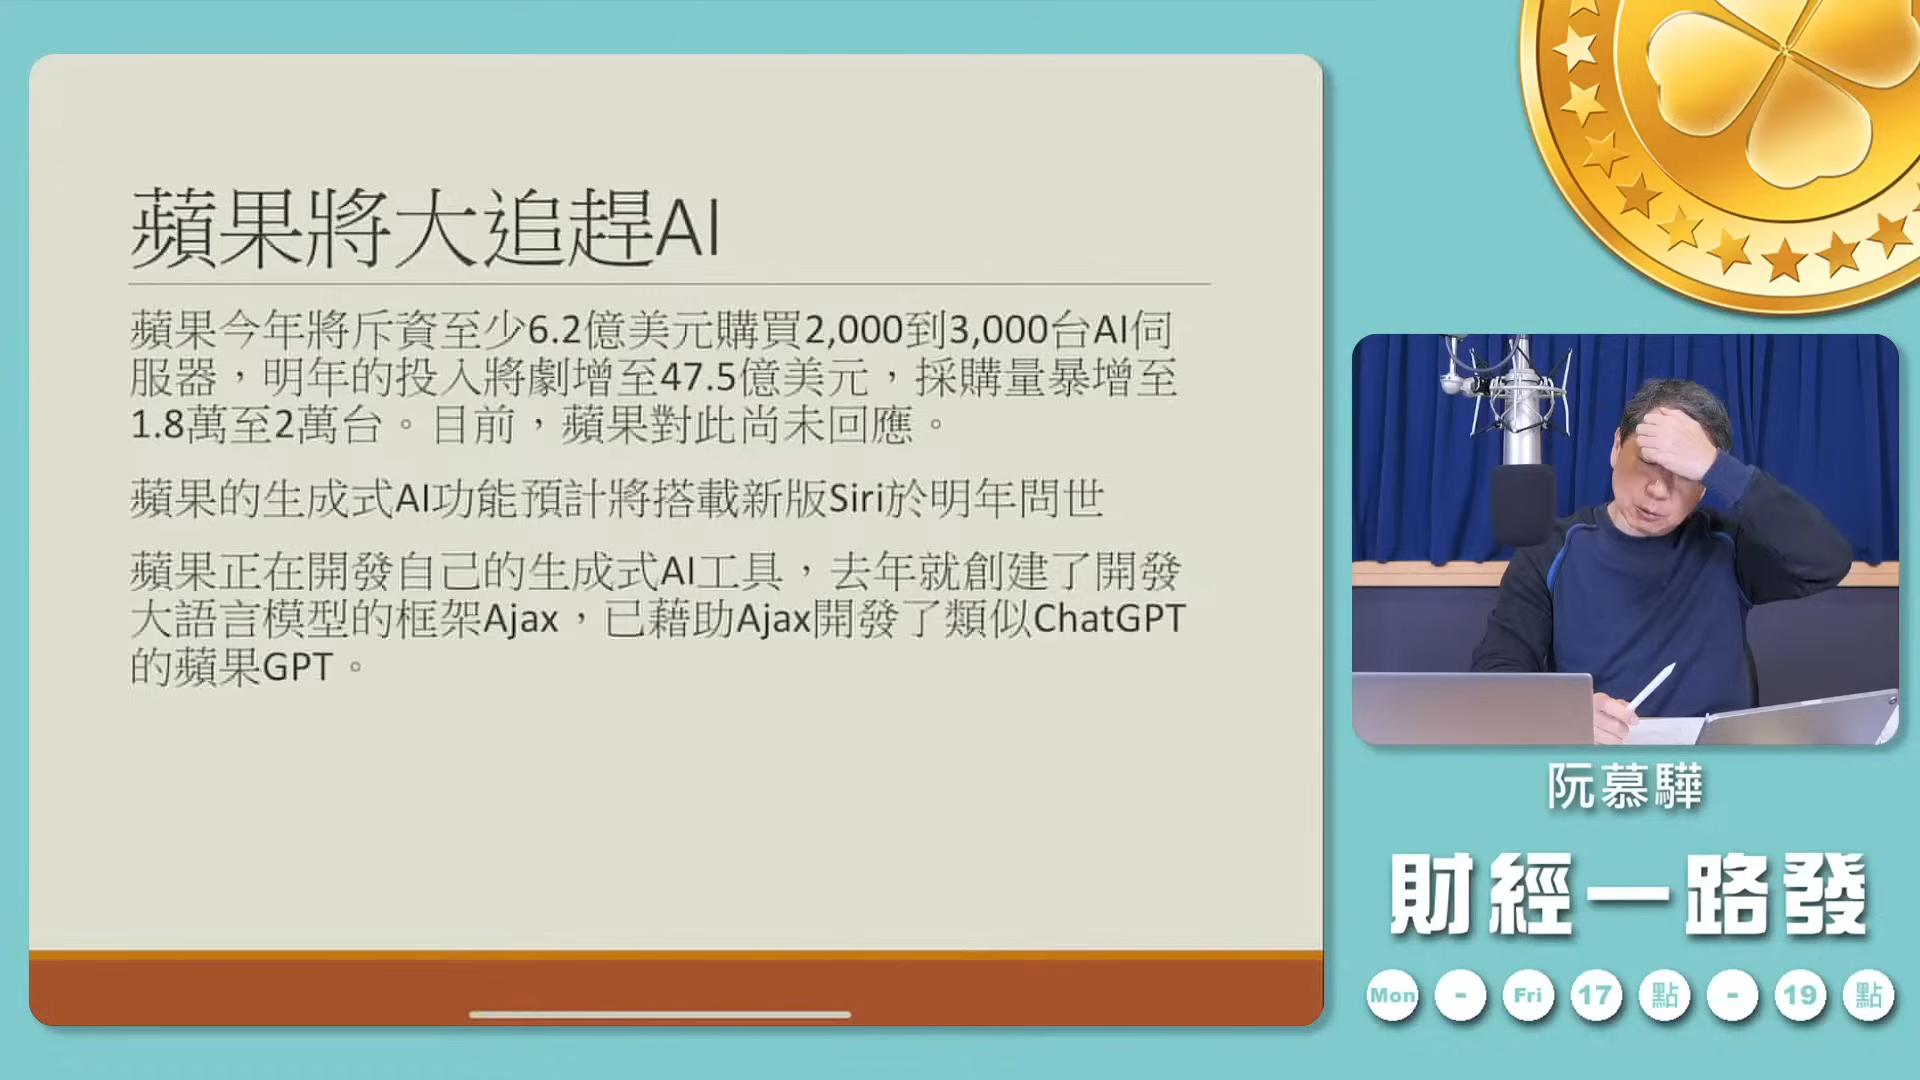 蘋果將大追趕AI
蘋果今年將斥資至少6.2億美元購買2,000到3,000台AI伺
服器，明年的投入將劇增至47.5億美元，採購量暴增至
1.8萬至2萬台。目前，蘋果對此尚未回應。
蘋果的生成式AI功能預計將搭載新版Siri於明年問世
蘋果正在開發自己的生成式AI工具，去年就創建了開發
大語言模型的框架Ajax，已藉助Ajax開發了類似ChatGPT
的蘋果GPT。
阮慕驊
財經一路發
Mon - Fri 17 點 - 19 點